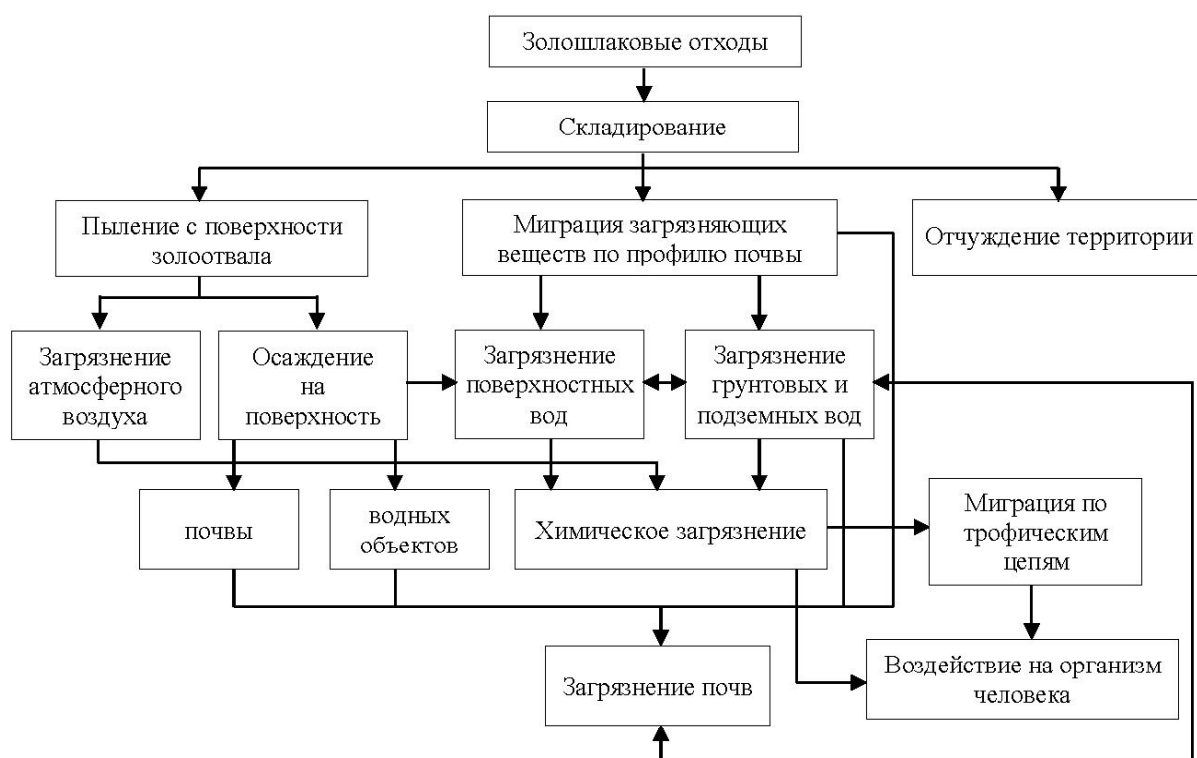 Золошлаковые отходы
Складирование
Пыление с поверхности
золоотвала
Миграция загрязняющих
веществ по профилю почвы
Отчуждение территории
Загрязнение
атмосферного
воздуха
Осаждение
на
поверхность
Загрязнение
поверхностных
вод
Загрязнение
грунтовых и
подземных вод
почвы
водных
объектов
Химическое загрязнение
Миграция по
трофическим
цепям
Загрязнение почв
Воздействие на организм
человека